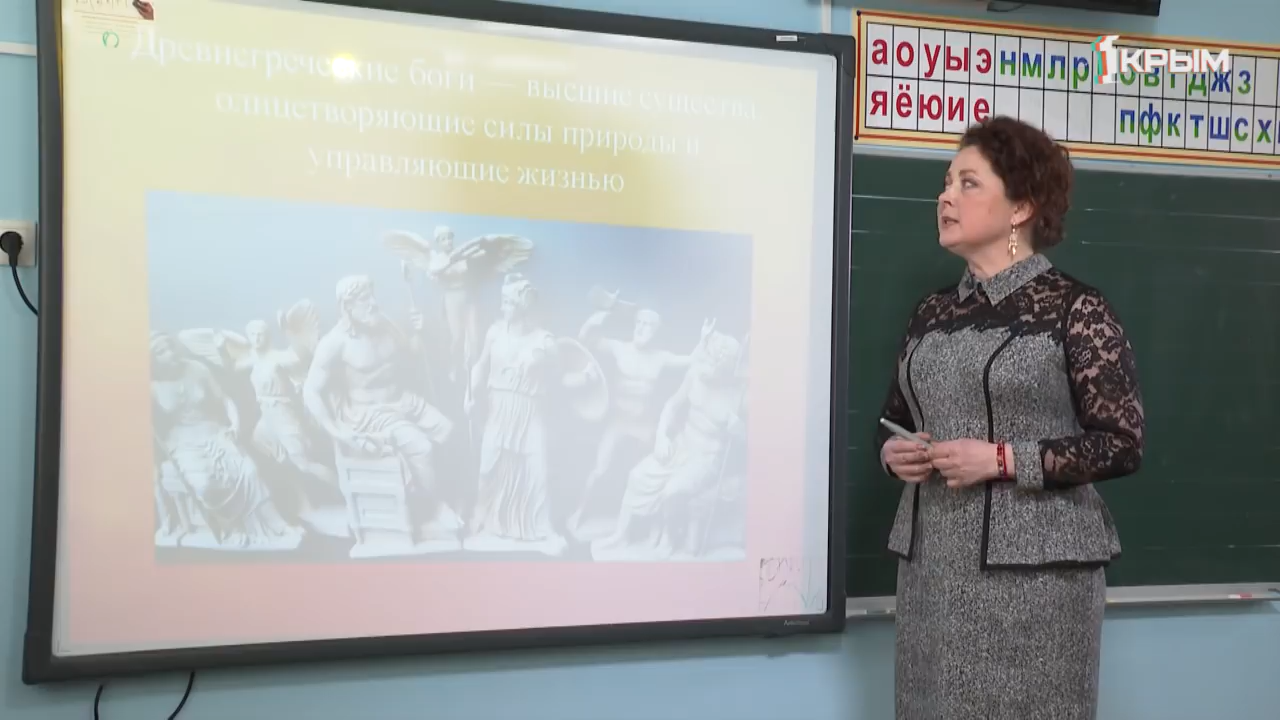 Древнегреческие боги — высшие существа,
олицетворяющие силы природы и
управляющие жизнью
а о у ы э н м л р
я ё ю и е
д ж з
п ф к т ш с х
1 КРЫМ